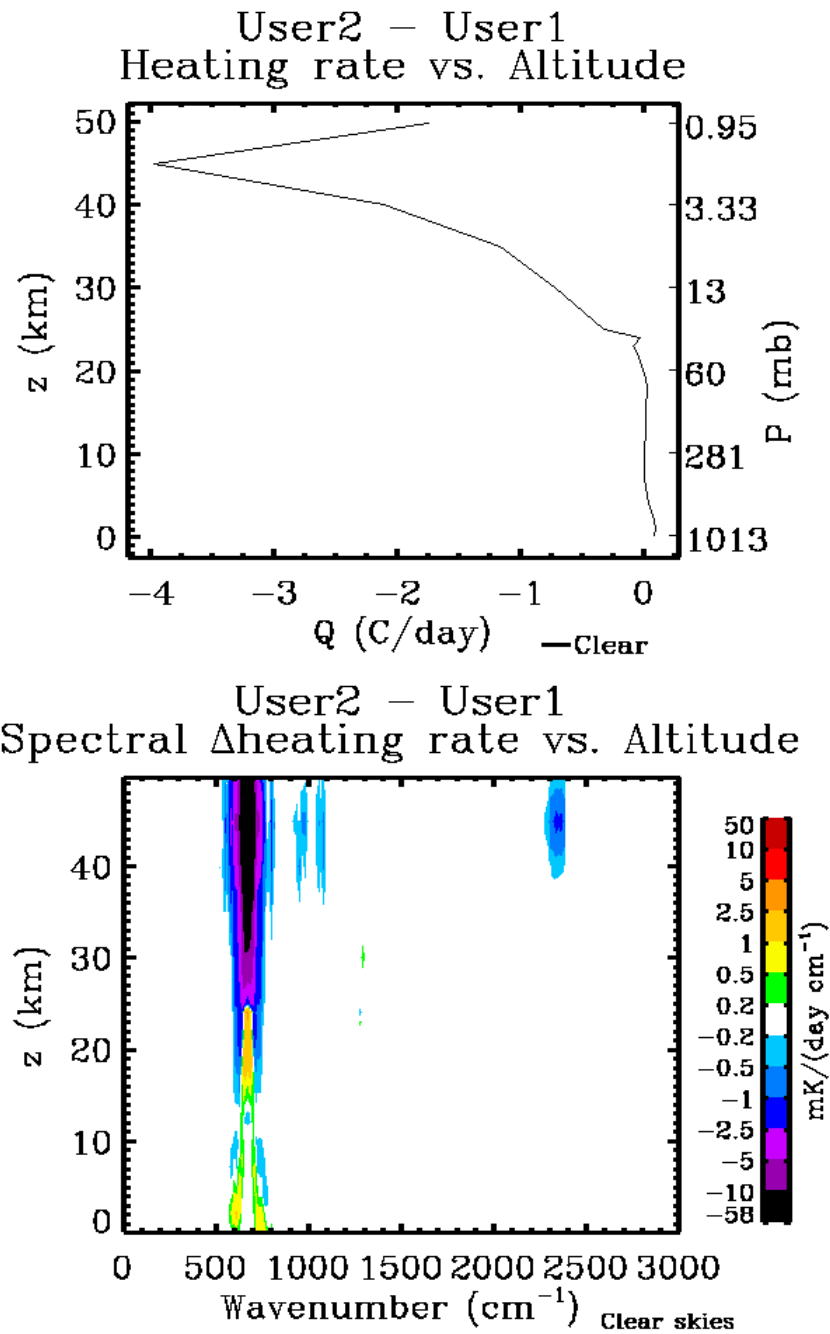 User2 − User1
Heating rate vs. Altitude
50
40
30
20
10
0
z (km)
0.95
3.33
13
60
281
1013
P (mb)
−4 −3 −2 −1 0
Q (C/day)
Clear
User2 − User1
Spectral Δheating rate vs. Altitude
40
30
20
10
0
z (km)
50
10
5
2.5
1
0.5
0.2
−0.2
−0.5
−1
−2.5
−5
−10
−58
mK/(day cm⁻¹)
0 500 1000 1500 2000 2500 3000
Wavenumber (cm⁻¹)
Clear skies